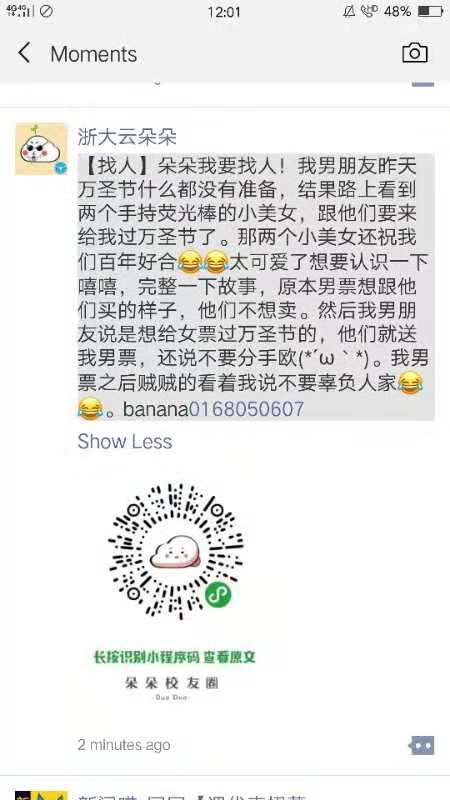 12:01
48%
Moments
浙大云朵朵
【找人】朵朵我要找人！我男朋友昨天
万圣节什么都没有准备，结果路上看到
两个手持荧光棒的小美女，跟他们要来
给我过万圣节了。那两个小美女还祝我
们百年好合😂😂太可爱了想要认识一下
嘻嘻，完整一下故事，原本男票想跟他
们买的样子，他们不想卖。然后我男朋
友说是想给女票过万圣节的，他们就送
我男票，还说不要分手欧(*´ω｀*)。我男
票之后贼贼的看着我说不要辜负人家😂
😂。banana0168050607
Show Less
长按识别小程序码 查看原文
朵朵校友圈
2 minutes ago